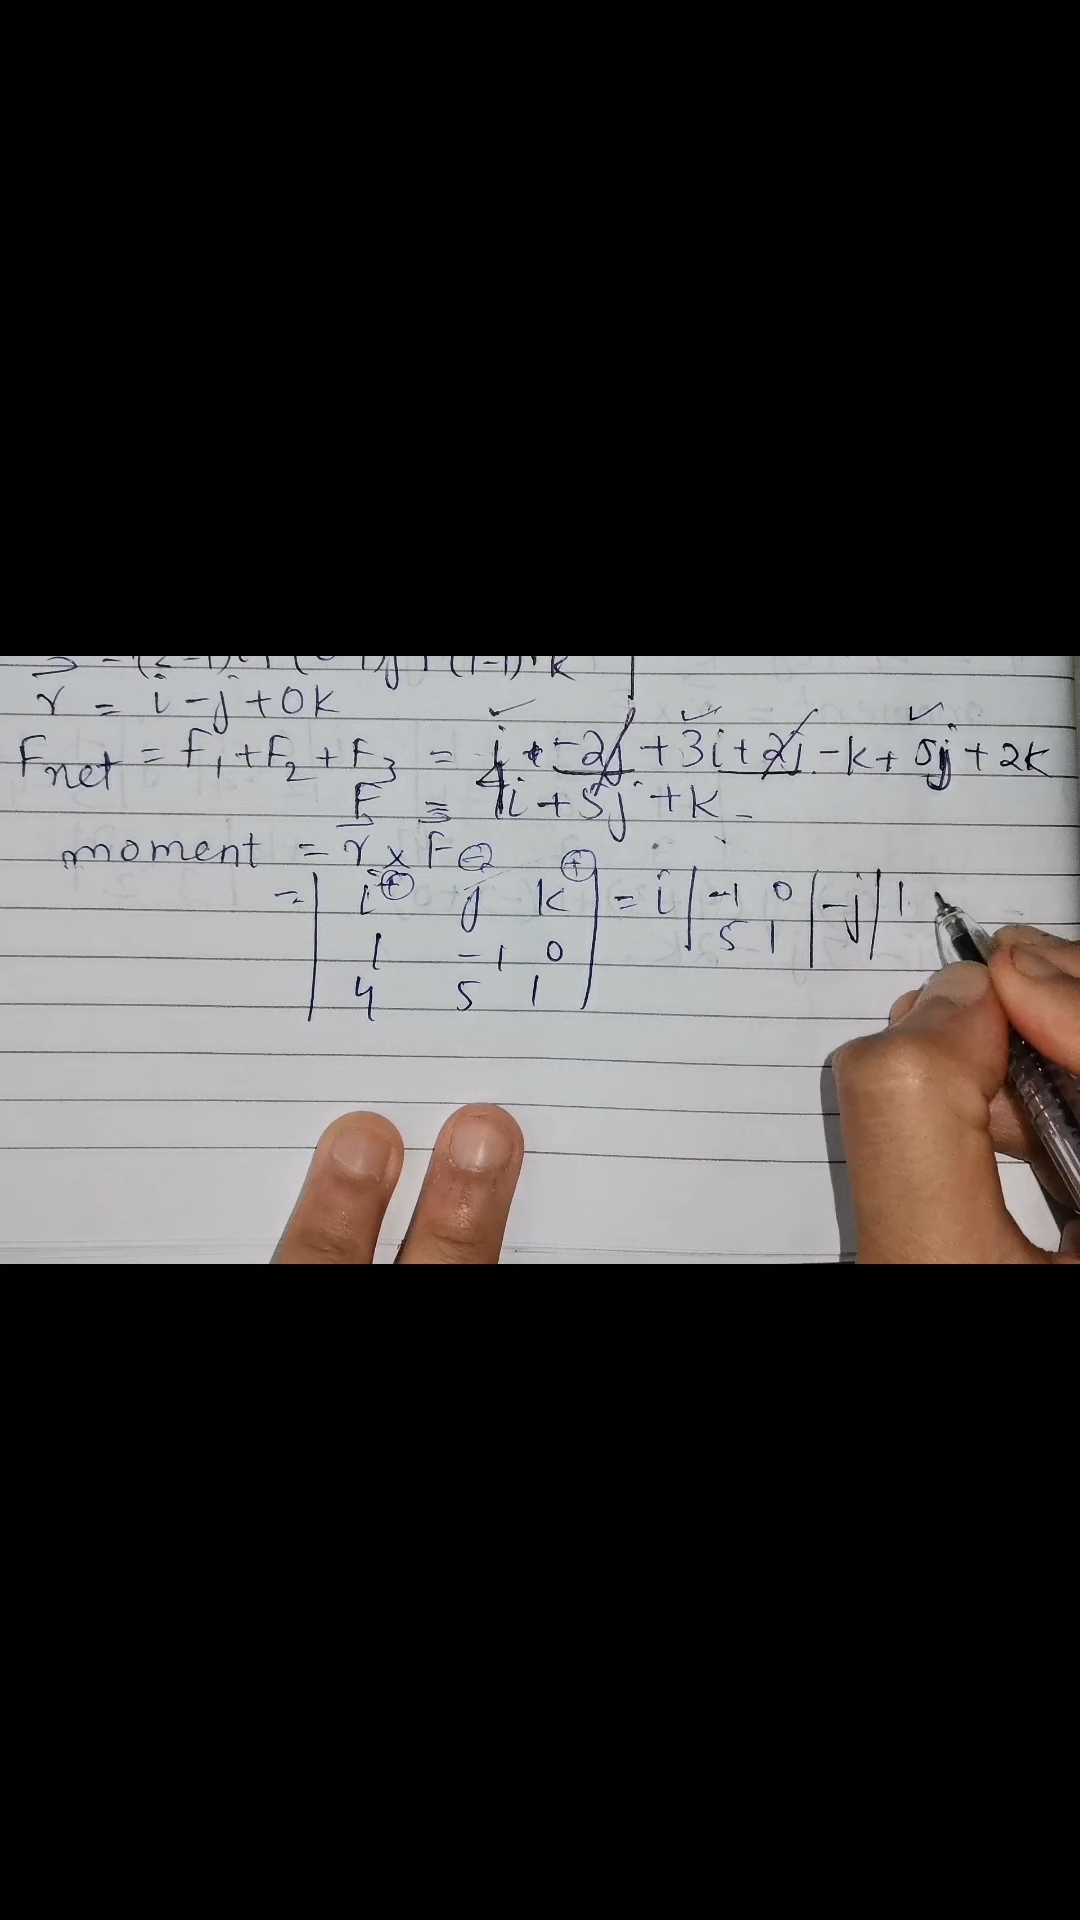 r = i - j + 0k
Fnet = F1 + F2 + F3 = i + -2j + 3i + 2j - k + 5j + 2k
F = 4i + 5j + k
moment = r x F
= | i j k | = i | -1 0 | - j | 1
1 -1 0
5 1
4 5 1